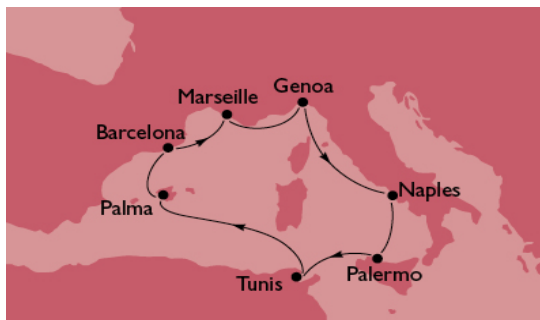 Genoa
Marseille
Barcelona
Naples
Palma
Palermo
Tunis